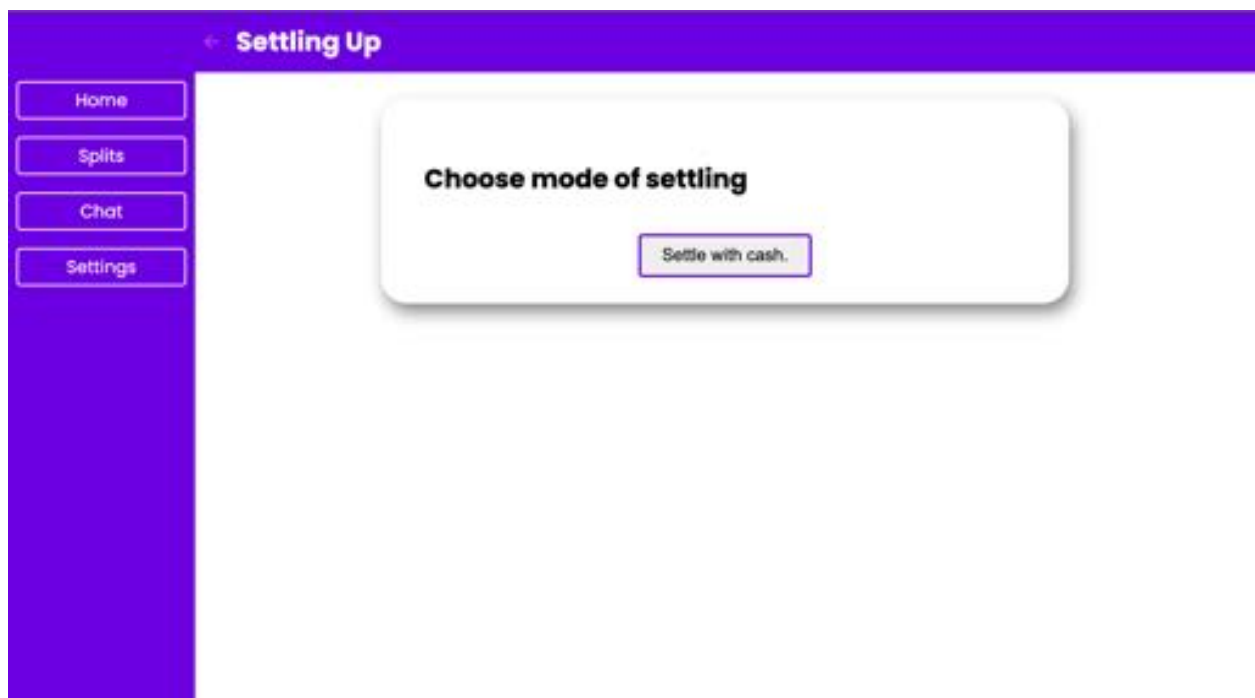 Settling Up
Home
Splits
Chat
Settings
Choose mode of settling
Settle with cash.